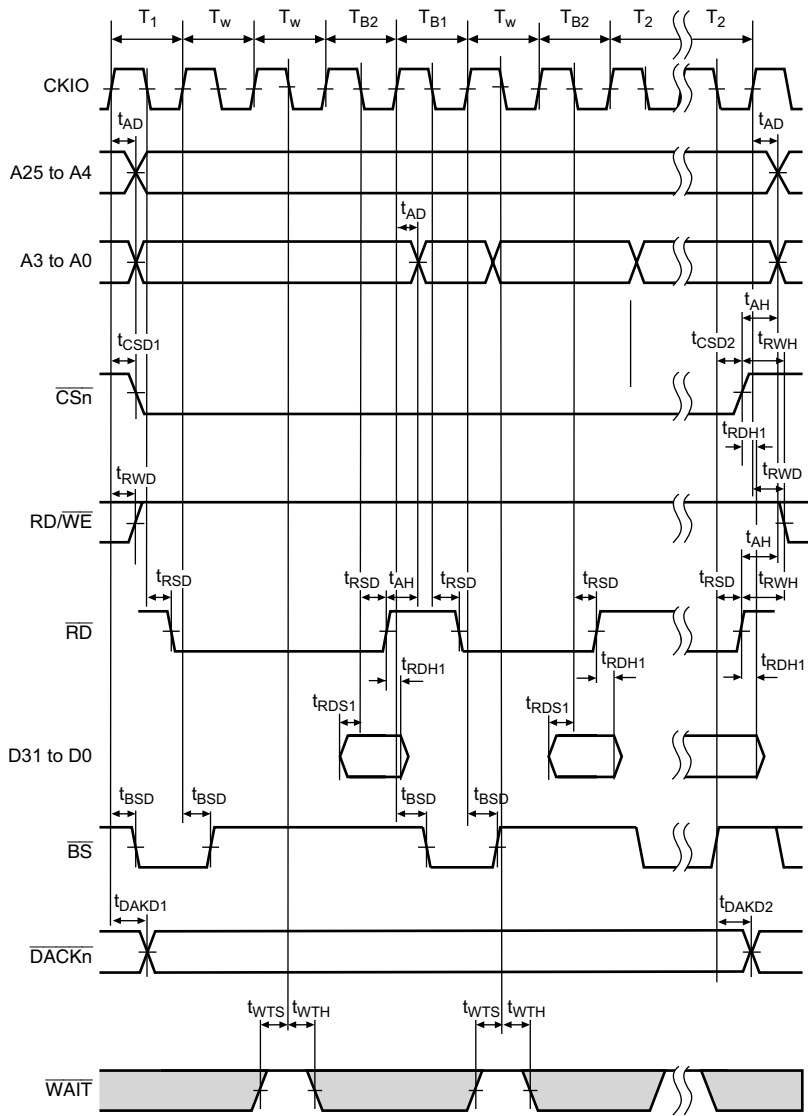 T1 Tw Tw TB2 TB1 Tw TB2 T2 T2
CKIO
tAD tAD
A25 to A4
tAD
A3 to A0
tAH
tCSD1 tCSD2 tRWH
CSn
tRDH1
tRWD tRWD
RD/WE
tAH
tRSD tRSD tAH tRSD tRSD tRSD tRWH
RD
tRDH1 tRDH1 tRDH1
tRDS1 tRDS1
D31 to D0
tBSD tBSD tBSD tBSD
BS
tDAKD1 tDAKD2
DACKn
tWTS tWTH tWTS tWTH
WAIT